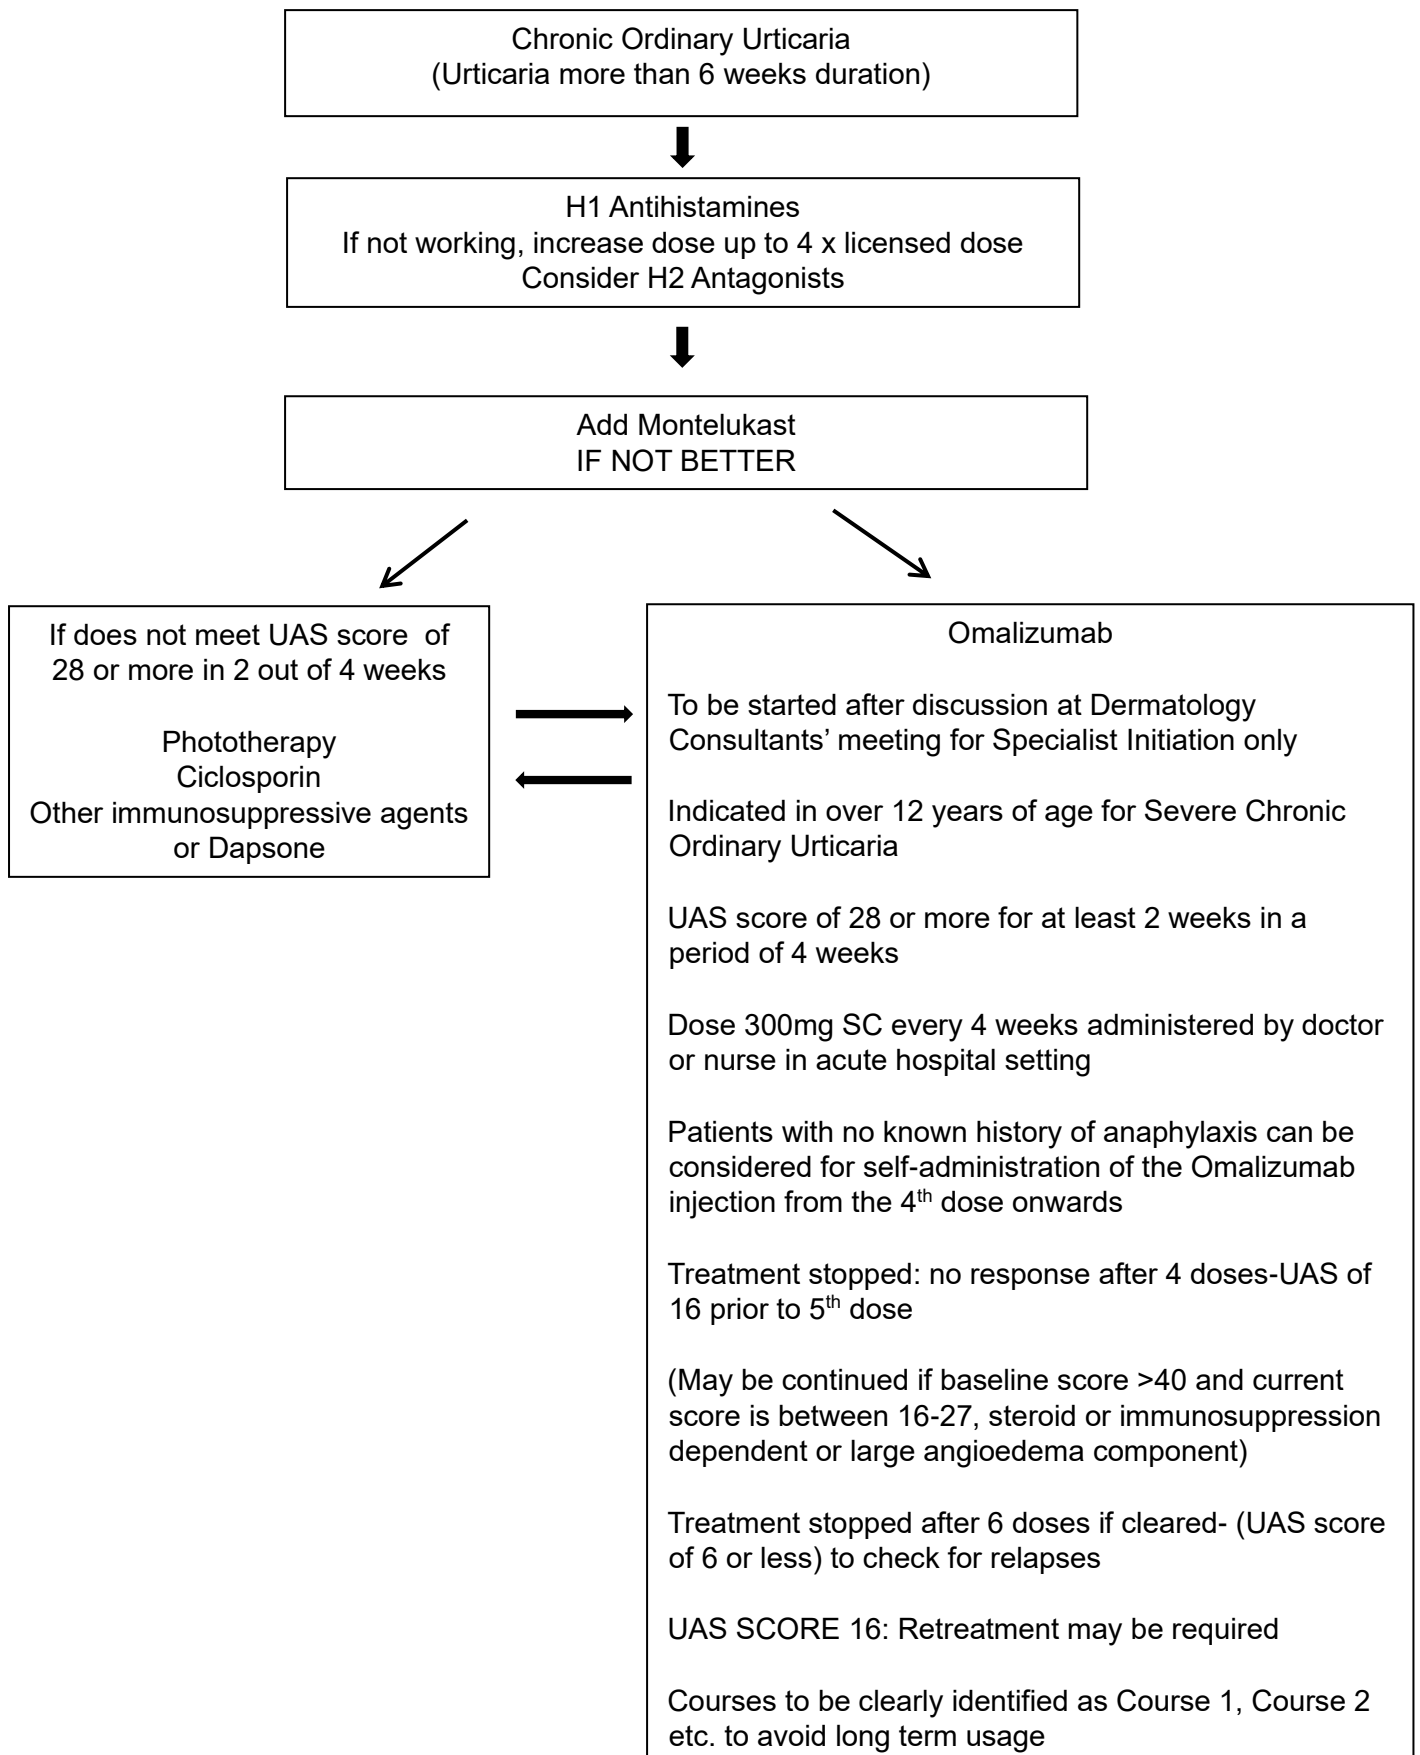 Chronic Ordinary Urticaria
(Urticaria more than 6 weeks duration)
H1 Antihistamines
If not working, increase dose up to 4 x licensed dose
Consider H2 Antagonists
Add Montelukast
IF NOT BETTER
If does not meet UAS score of
28 or more in 2 out of 4 weeks
Phototherapy
Ciclosporin
Other immunosuppressive agents
or Dapsone
Omalizumab
To be started after discussion at Dermatology
Consultants’ meeting for Specialist Initiation only
Indicated in over 12 years of age for Severe Chronic
Ordinary Urticaria
UAS score of 28 or more for at least 2 weeks in a
period of 4 weeks
Dose 300mg SC every 4 weeks administered by doctor
or nurse in acute hospital setting
Patients with no known history of anaphylaxis can be
considered for self-administration of the Omalizumab
injection from the 4th dose onwards
Treatment stopped: no response after 4 doses-UAS of
16 prior to 5th dose
(May be continued if baseline score >40 and current
score is between 16-27, steroid or immunosuppression
dependent or large angioedema component)
Treatment stopped after 6 doses if cleared- (UAS score
of 6 or less) to check for relapses
UAS SCORE 16: Retreatment may be required
Courses to be clearly identified as Course 1, Course 2
etc. to avoid long term usage